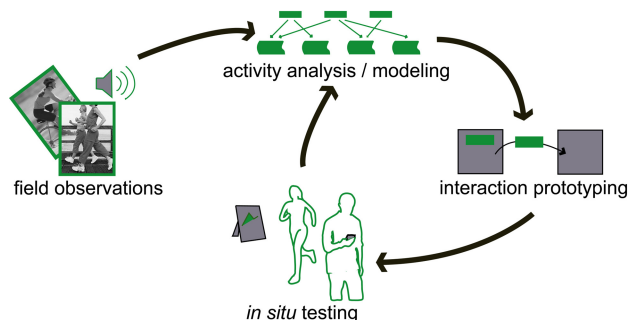 activity analysis / modeling
field observations
interaction prototyping
in situ testing